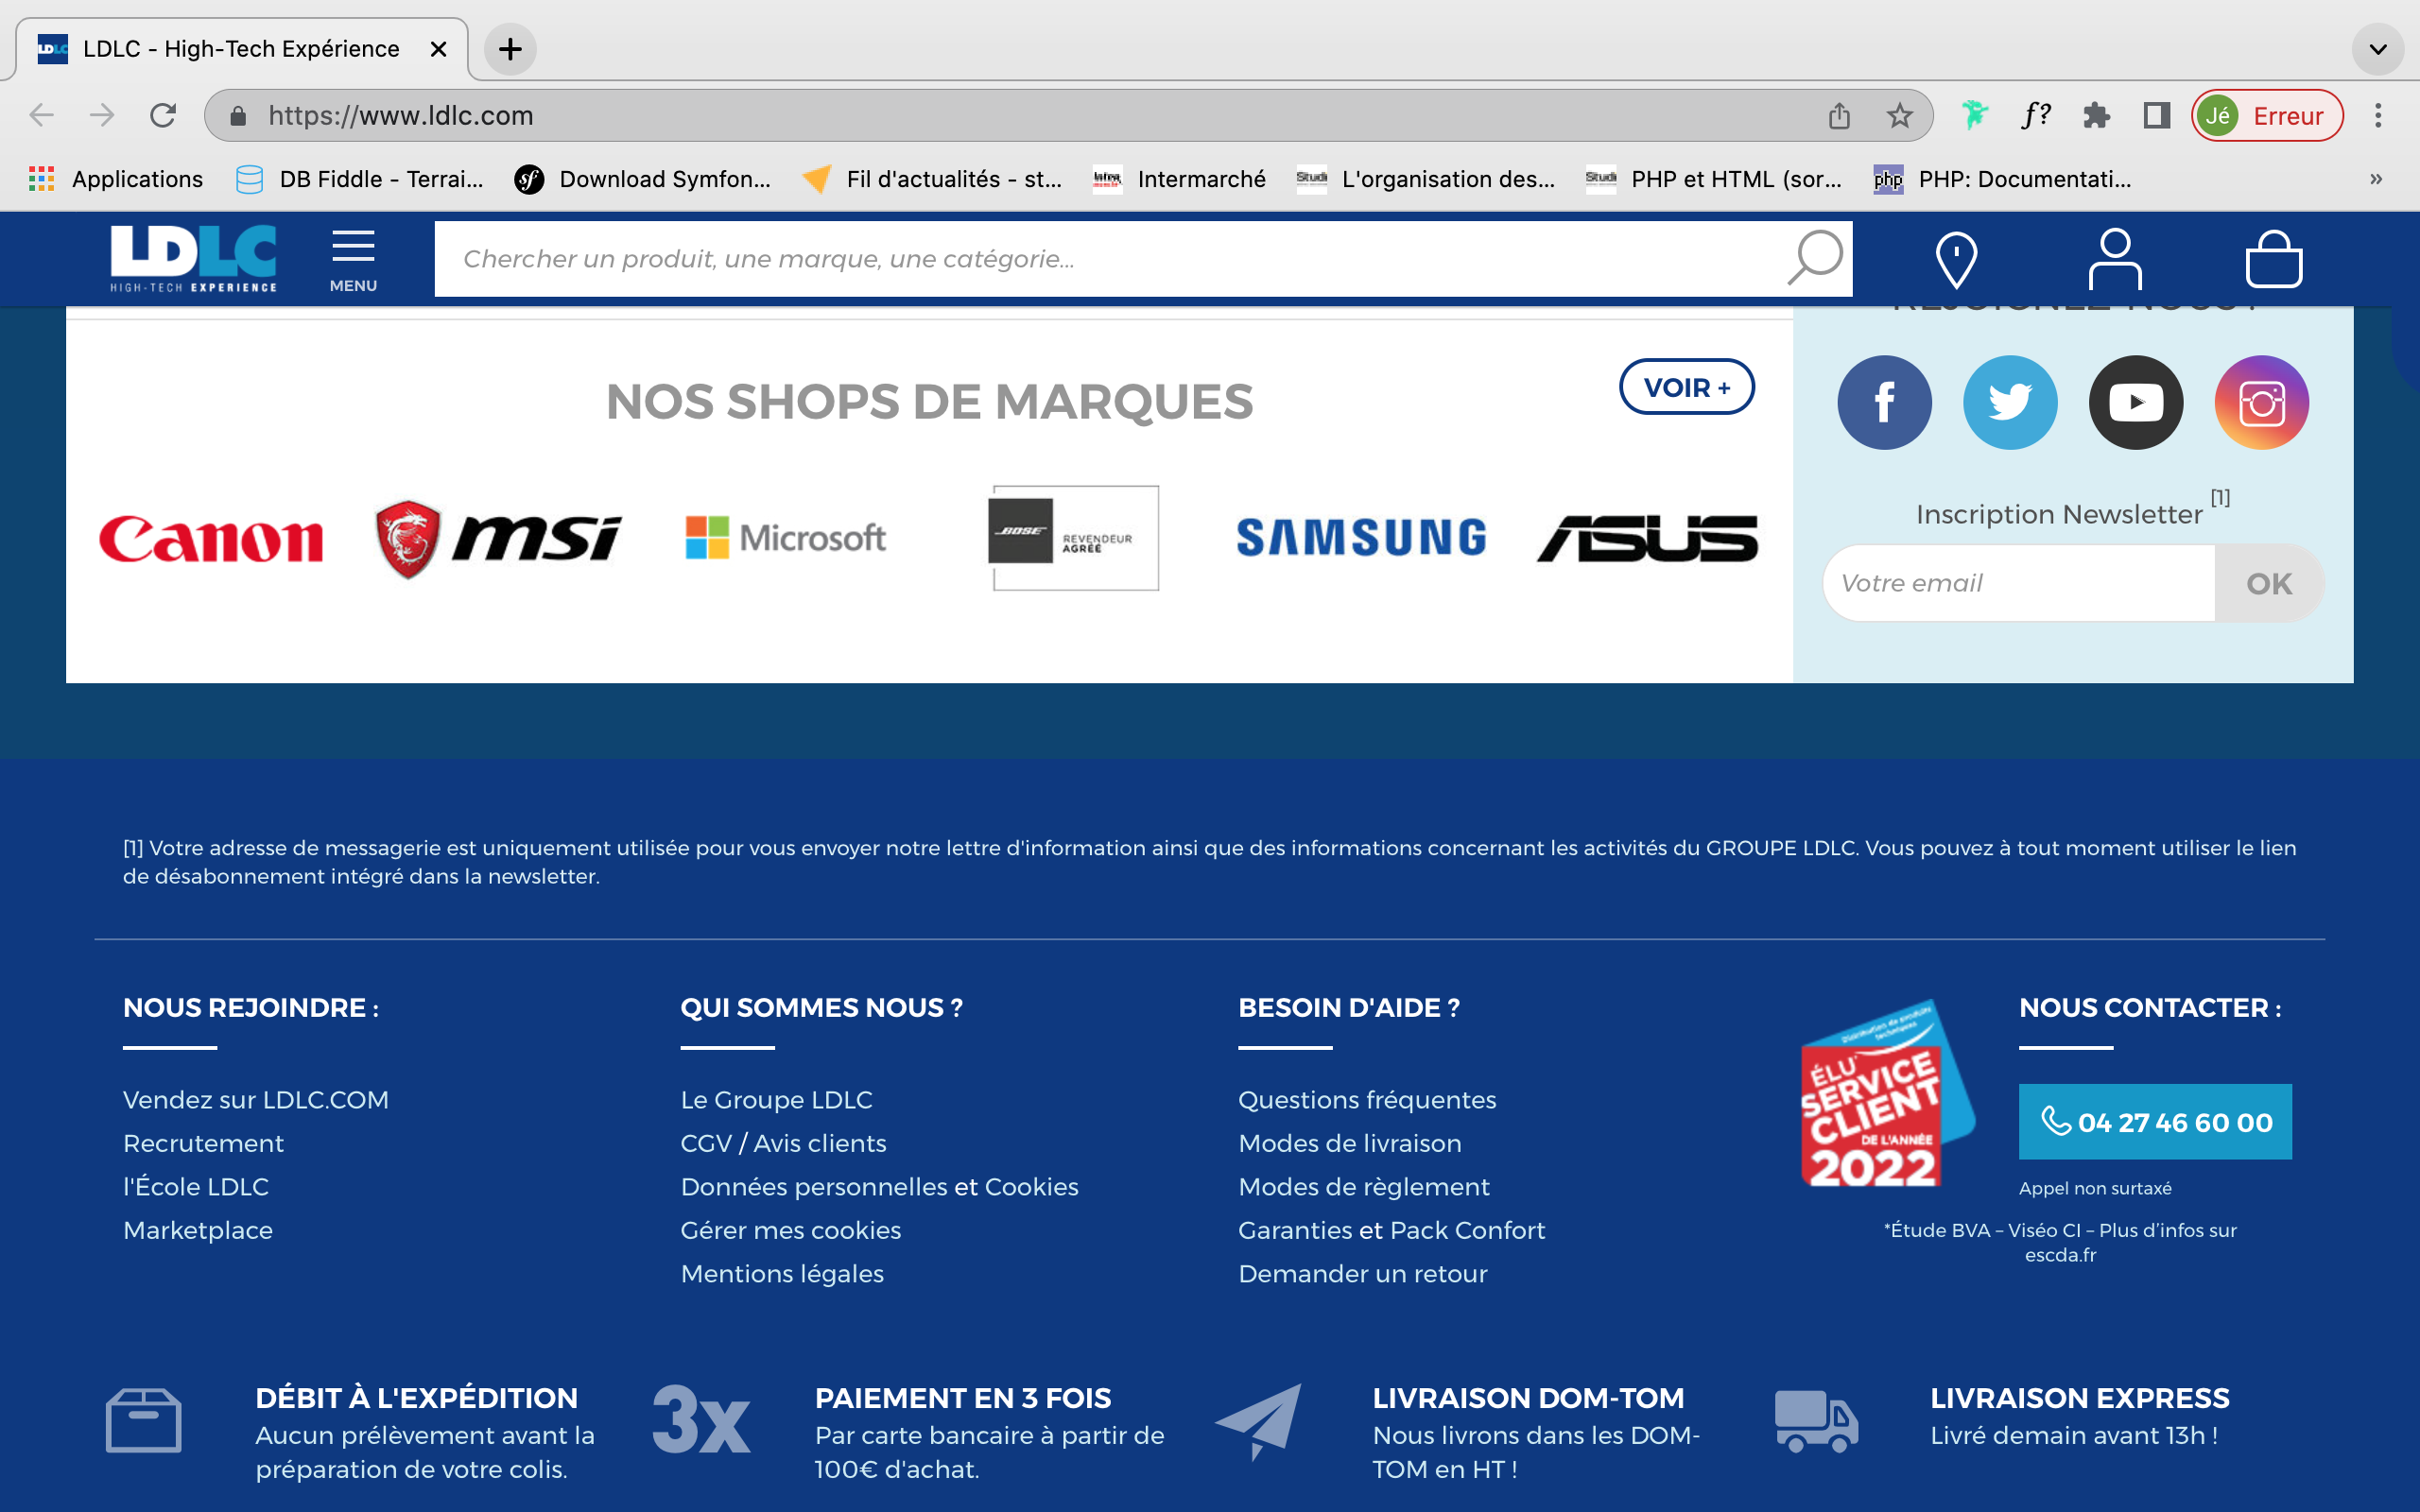 LDLC - High-Tech Expérience
https://www.ldlc.com
f?
Jé Erreur
Applications
DB Fiddle - Terrai...
Download Symfon...
Fil d'actualités - st...
Intermarché
L'organisation des...
PHP et HTML (sor...
php PHP: Documentati...
»
LDLC
HIGH-TECH EXPERIENCE
MENU
Chercher un produit, une marque, une catégorie...
REJOIGNEZ-NOUS !
NOS SHOPS DE MARQUES
VOIR +
Canon
msi
Microsoft
BOSE
REVENDEUR
AGRÉÉ
SAMSUNG
ASUS
Inscription Newsletter [1]
Votre email
OK
[1] Votre adresse de messagerie est uniquement utilisée pour vous envoyer notre lettre d'information ainsi que des informations concernant les activités du GROUPE LDLC. Vous pouvez à tout moment utiliser le lien
de désabonnement intégré dans la newsletter.
NOUS REJOINDRE :
Vendez sur LDLC.COM
Recrutement
l'École LDLC
Marketplace
QUI SOMMES NOUS ?
Le Groupe LDLC
CGV / Avis clients
Données personnelles et Cookies
Gérer mes cookies
Mentions légales
BESOIN D'AIDE ?
Questions fréquentes
Modes de livraison
Modes de règlement
Garanties et Pack Confort
Demander un retour
Distribution de produits
techniques
ÉLU
SERVICE
CLIENT
DE L'ANNÉE
2022
NOUS CONTACTER :
04 27 46 60 00
Appel non surtaxé
*Étude BVA – Viséo CI – Plus d'infos sur
escda.fr
DÉBIT À L'EXPÉDITION
Aucun prélèvement avant la
préparation de votre colis.
3x
PAIEMENT EN 3 FOIS
Par carte bancaire à partir de
100€ d'achat.
LIVRAISON DOM-TOM
Nous livrons dans les DOM-
TOM en HT !
LIVRAISON EXPRESS
Livré demain avant 13h !